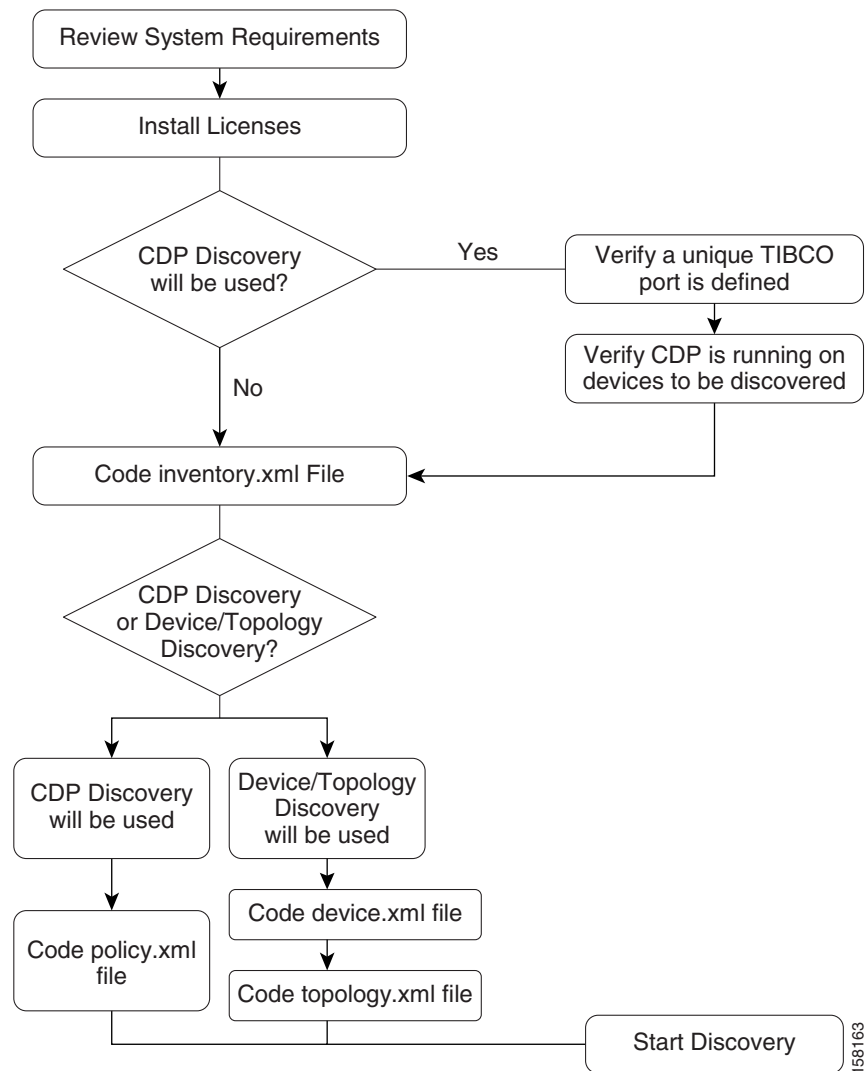 Review System Requirements
Install Licenses
CDP Discovery
will be used?
Yes
Verify a unique TIBCO
port is defined
Verify CDP is running on
devices to be discovered
No
Code inventory.xml File
CDP Discovery
or Device/Topology
Discovery?
CDP Discovery
will be used
Device/Topology
Discovery
will be used
Code device.xml file
Code policy.xml
file
Code topology.xml file
Start Discovery
158163